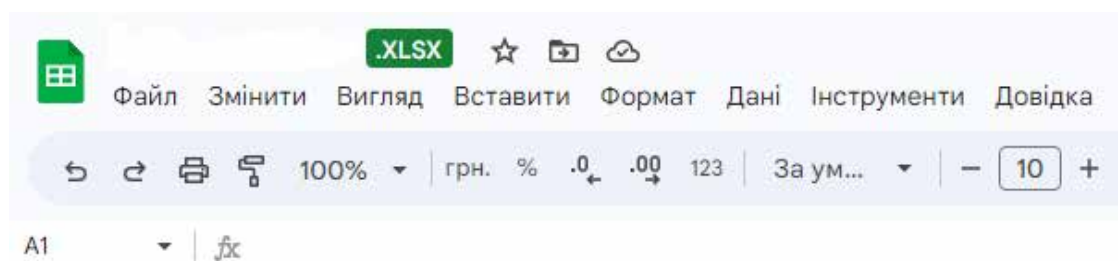 .XLSX
Файл Змінити Вигляд Вставити Формат Дані Інструменти Довідка
100% грн. % .0 .00 123 За ум... − 10 +
A1 fx